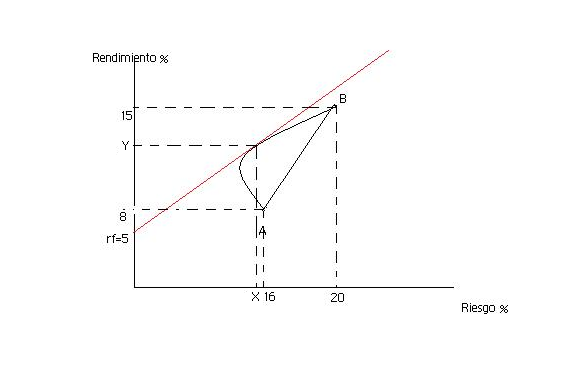 Rendimiento %
B
15
Y
8
A
rf=5
X 16
20
Riesgo %